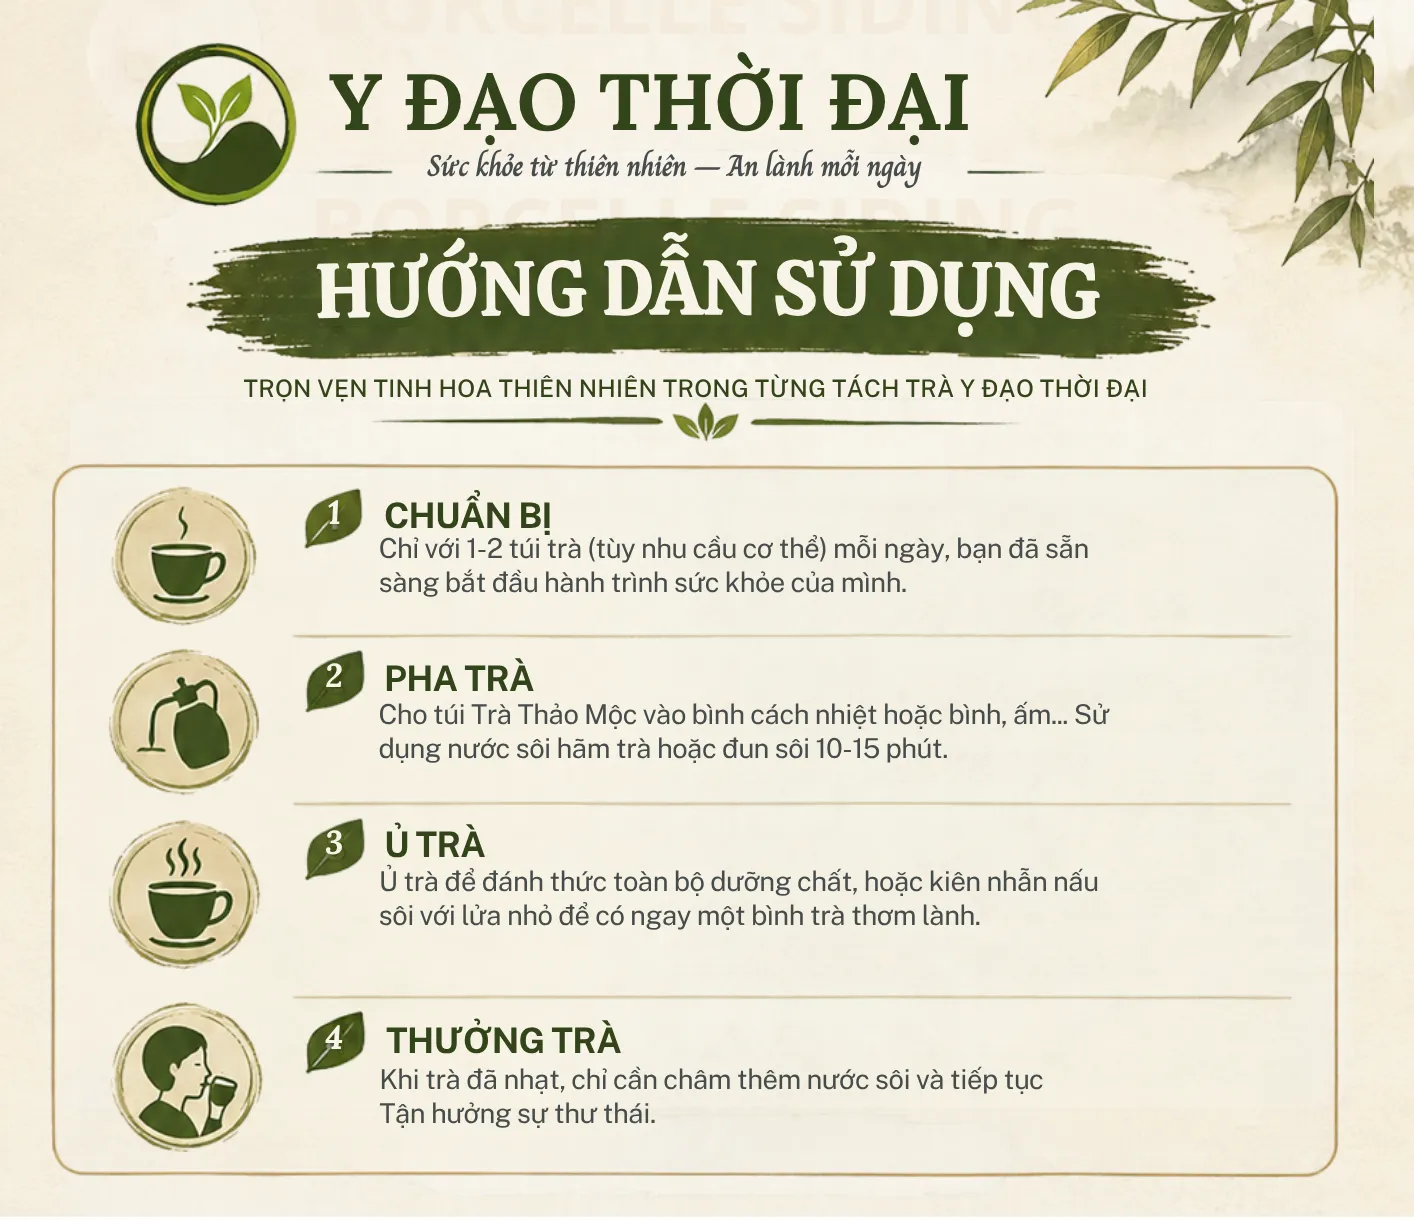 BORCELLE SIDING
Y ĐẠO THỜI ĐẠI
Sức khỏe từ thiên nhiên — An lành mỗi ngày
BORCELLE SIDING
HƯỚNG DẪN SỬ DỤNG
TRỌN VẸN TINH HOA THIÊN NHIÊN TRONG TỪNG TÁCH TRÀ Y ĐẠO THỜI ĐẠI
1 CHUẨN BỊ
Chỉ với 1-2 túi trà (tùy nhu cầu cơ thể) mỗi ngày, bạn đã sẵn
sàng bắt đầu hành trình sức khỏe của mình.
2 PHA TRÀ
Cho túi Trà Thảo Mộc vào bình cách nhiệt hoặc bình, ấm... Sử
dụng nước sôi hãm trà hoặc đun sôi 10-15 phút.
3 Ủ TRÀ
Ủ trà để đánh thức toàn bộ dưỡng chất, hoặc kiên nhẫn nấu
sôi với lửa nhỏ để có ngay một bình trà thơm lành.
4 THƯỞNG TRÀ
Khi trà đã nhạt, chỉ cần châm thêm nước sôi và tiếp tục
Tận hưởng sự thư thái.